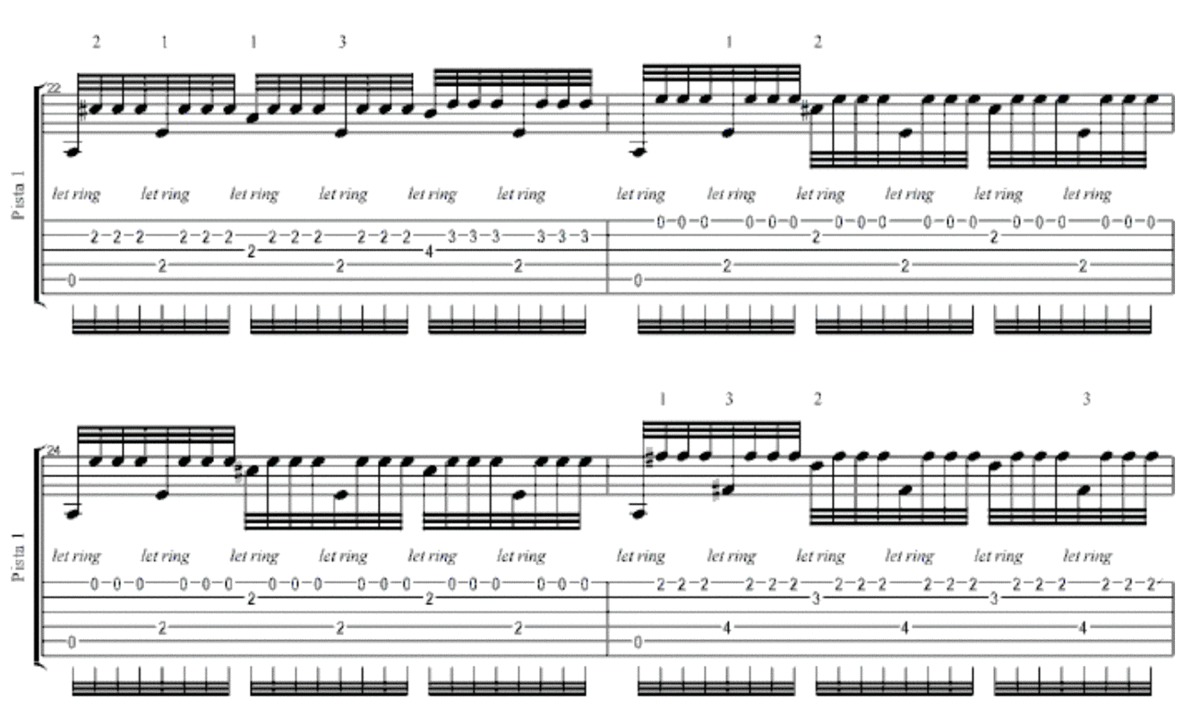 2 1 1 3 1 2
22
Pista 1
let ring let ring let ring let ring let ring let ring let ring let ring let ring let ring let ring let ring
0 0 0 0 0 0 0 0 0 0 0 0 0 0 0 0 0 0
2 2 2 2 2 2 2 2 2 2 2 2 3 3 3 3 3 3 2 2
2 4
2 2 2 2 2 2
0 0
1 3 2 3
24
Pista 1
let ring let ring let ring let ring let ring let ring let ring let ring let ring let ring let ring let ring
0 0 0 0 0 0 0 0 0 0 0 0 0 0 0 0 0 0 2 2 2 2 2 2 2 2 2 2 2 2 2 2 2 2 2 2
2 2 3 3
2 2 2 4 4 4
0 0